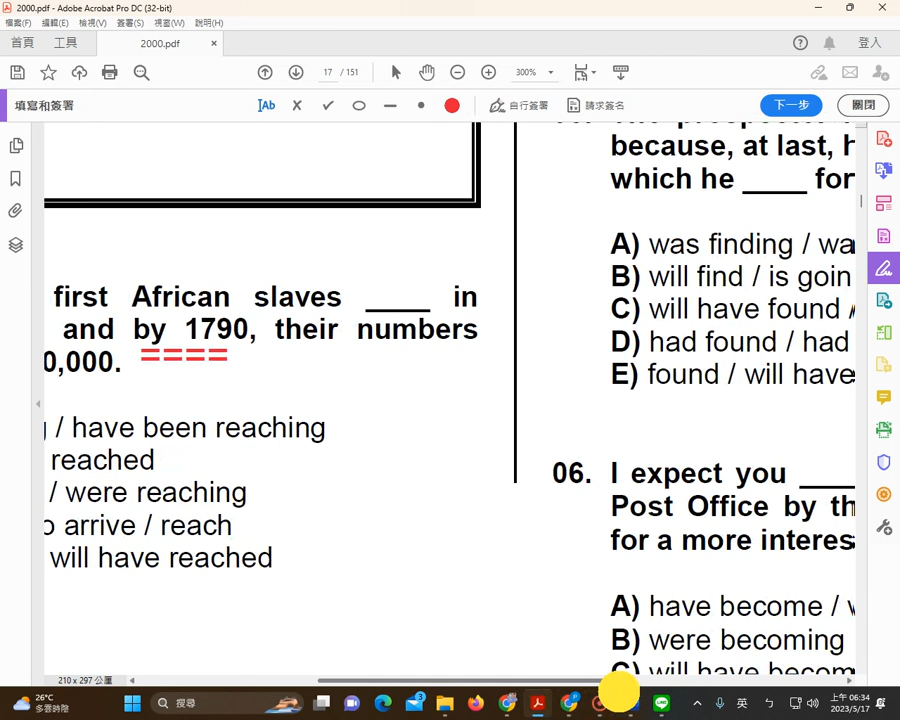 2000.pdf - Adobe Acrobat Pro DC (32-bit)
檔案(F) 編輯(E) 檢視(V) 簽署(S) 視窗(W) 說明(H)
首頁 工具 2000.pdf × 登入
17 / 151 300%
填寫和簽署 Ab 自行簽署 請求簽名 下一步 關閉
first African slaves ____ in
and by 1790, their numbers
0,000.
/ have been reaching
reached
/ were reaching
o arrive / reach
will have reached
because, at last, h
which he ____ for
A) was finding / wa
B) will find / is goin
C) will have found /
D) had found / had
E) found / will have
06. I expect you ____
Post Office by th
for a more interes
A) have become / w
B) were becoming
C) will have becom
210 x 297 公厘
26°C
多雲時陰
搜尋
3
英 ㄅ
上午 06:34
2023/5/17